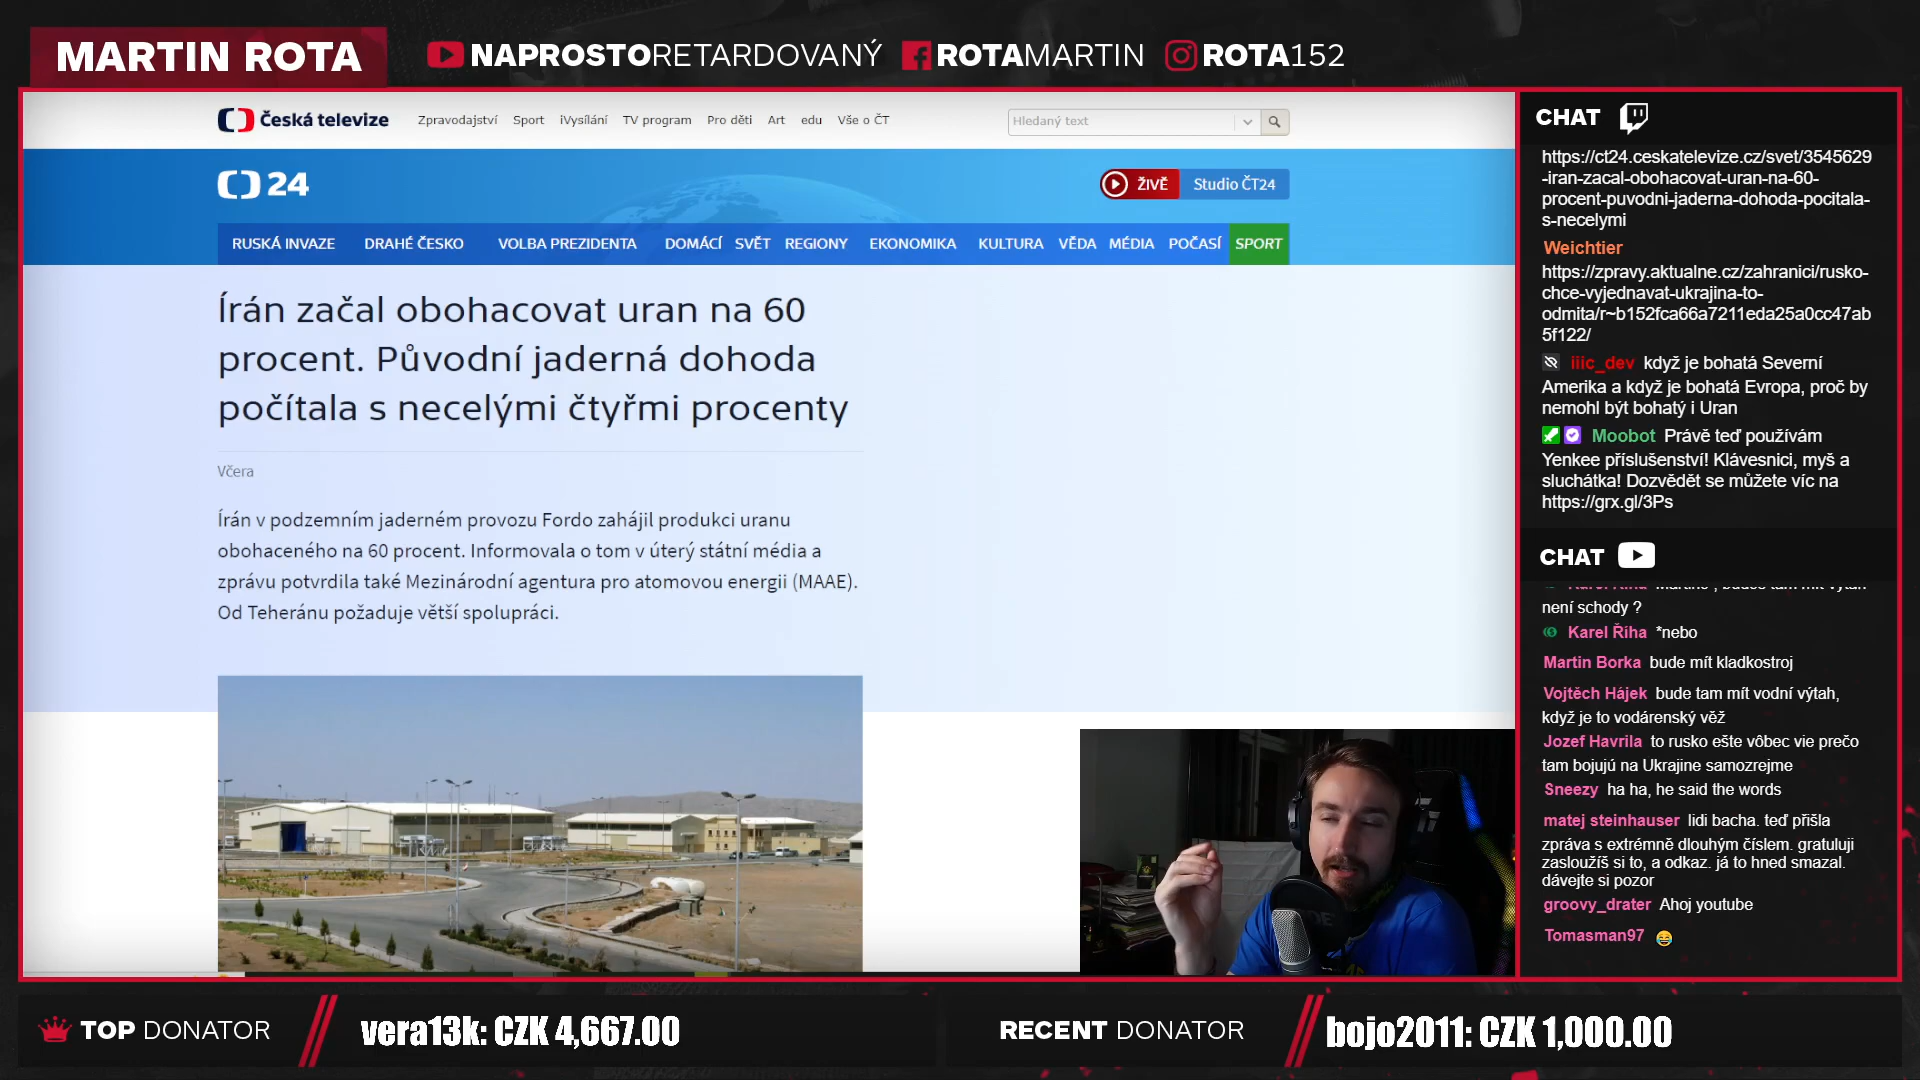 MARTIN ROTA
NAPROSTORETARDOVANÝ
ROTAMARTIN
ROTA152
Česká televize
Zpravodajství Sport iVysílání TV program Pro děti Art edu Vše o ČT
Hledaný text
24
ŽIVĚ Studio ČT24
RUSKÁ INVAZE DRAHÉ ČESKO VOLBA PREZIDENTA DOMÁCÍ SVĚT REGIONY EKONOMIKA KULTURA VĚDA MÉDIA POČASÍ SPORT
Írán začal obohacovat uran na 60
procent. Původní jaderná dohoda
počítala s necelými čtyřmi procenty
Včera
Írán v podzemním jaderném provozu Fordo zahájil produkci uranu
obohaceného na 60 procent. Informovala o tom v úterý státní média a
zprávu potvrdila také Mezinárodní agentura pro atomovou energii (MAAE).
Od Teheránu požaduje větší spolupráci.
CHAT
https://ct24.ceskatelevize.cz/svet/3545629
-iran-zacal-obohacovat-uran-na-60-
procent-puvodni-jaderna-dohoda-pocitala-
s-necelymi
Weichtier
https://zpravy.aktualne.cz/zahranici/rusko-
chce-vyjednavat-ukrajina-to-
odmita/r~b152fca66a7211eda25a0cc47ab
5f122/
iiic_dev když je bohatá Severní
Amerika a když je bohatá Evropa, proč by
nemohl být bohatý i Uran
Moobot Právě teď používám
Yenkee příslušenství! Klávesnici, myš a
sluchátka! Dozvědět se můžete víc na
https://grx.gl/3Ps
CHAT
není schody ?
Karel Říha *nebo
Martin Borka bude mít kladkostroj
Vojtěch Hájek bude tam mít vodní výtah,
když je to vodárenský věž
Jozef Havrila to rusko ešte vôbec vie prečo
tam bojujú na Ukrajine samozrejme
Sneezy ha ha, he said the words
matej steinhauser lidi bacha. teď přišla
zpráva s extrémně dlouhým číslem. gratuluji
zasloužíš si to, a odkaz. já to hned smazal.
dávejte si pozor
groovy_drater Ahoj youtube
Tomasman97 😂
TOP DONATOR
vera13k: CZK 4,667.00
RECENT DONATOR
bojo2011: CZK 1,000.00